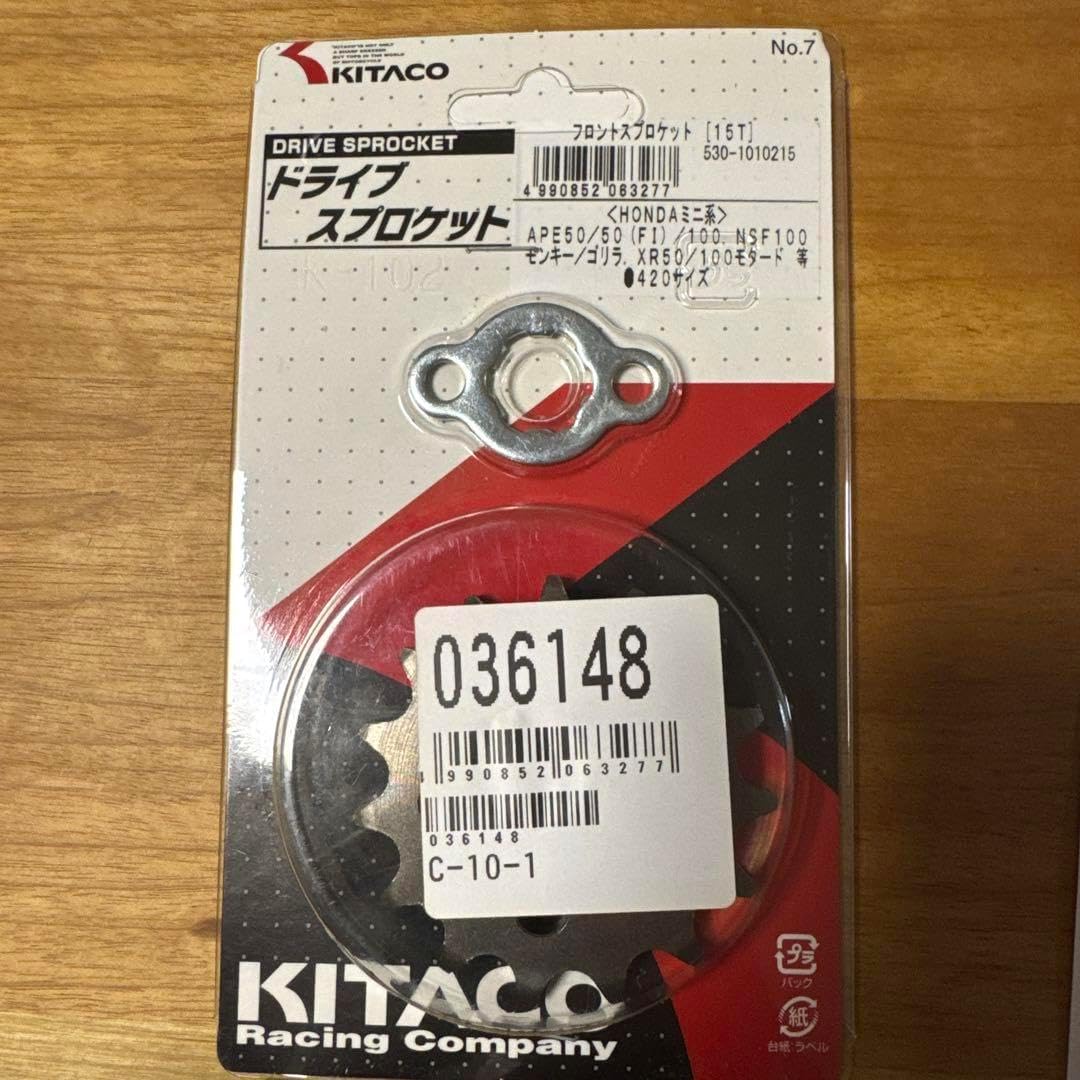 KITACO
No.7
DRIVE SPROCKET
ドライブ
スプロケット
フロントスプロケット [15T]
530-1010215
4 990852 063277
<HONDAミニ系>
APE50/50(FI)/100 NSF100
モンキー/ゴリラ. XR50/100モタード 等
●420サイズ
K-102
036148
990852 063277
036148
C-10-1
KITACO
Racing Company
プラ
パック
紙
台紙:ラベル